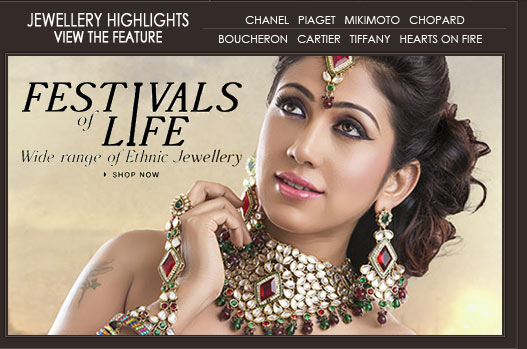 JEWELLERY HIGHLIGHTS
VIEW THE FEATURE
CHANEL PIAGET MIKIMOTO CHOPARD
BOUCHERON CARTIER TIFFANY HEARTS ON FIRE
FESTIVALS
of LIFE
Wide range of Ethnic Jewellery
SHOP NOW